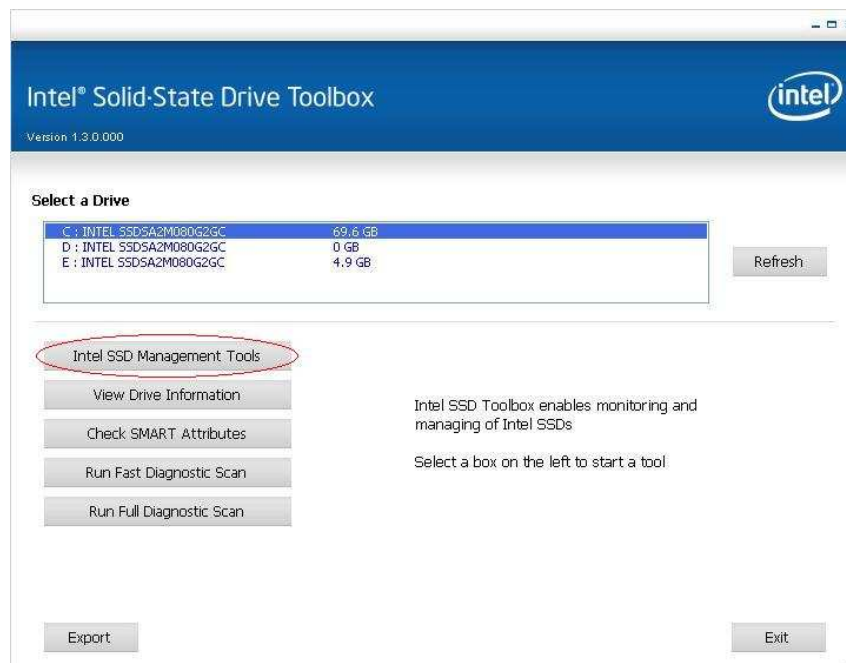 Intel® Solid-State Drive Toolbox
intel
Version 1.3.0.000
Select a Drive
C : INTEL SSDSA2M080G2GC 69.6 GB
D : INTEL SSDSA2M080G2GC 0 GB
E : INTEL SSDSA2M080G2GC 4.9 GB
Refresh
Intel SSD Management Tools
View Drive Information
Check SMART Attributes
Run Fast Diagnostic Scan
Run Full Diagnostic Scan
Intel SSD Toolbox enables monitoring and
managing of Intel SSDs
Select a box on the left to start a tool
Export
Exit